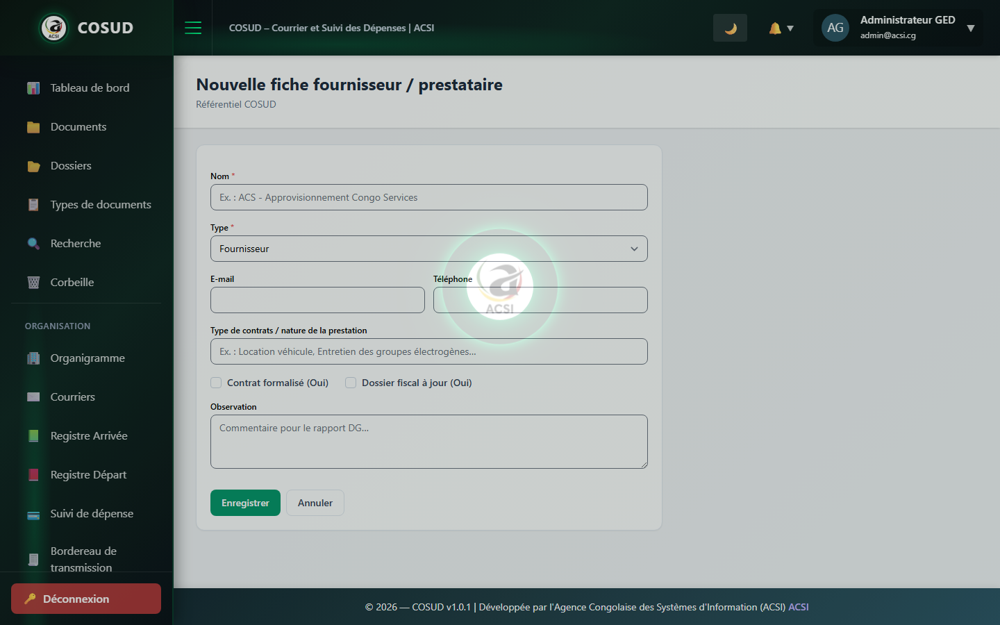 ACSI
COSUD
COSUD – Courrier et Suivi des Dépenses | ACSI
AG
Administrateur GED
admin@acsi.cg
Tableau de bord
Documents
Dossiers
Types de documents
Recherche
Corbeille
ORGANISATION
Organigramme
Courriers
Registre Arrivée
Registre Départ
Suivi de dépense
Bordereau de
transmission
Déconnexion
Nouvelle fiche fournisseur / prestataire
Référentiel COSUD
Nom *
Ex. : ACS - Approvisionnement Congo Services
Type *
Fournisseur
E-mail
Téléphone
ACSI
Type de contrats / nature de la prestation
Ex. : Location véhicule, Entretien des groupes électrogènes...
Contrat formalisé (Oui)
Dossier fiscal à jour (Oui)
Observation
Commentaire pour le rapport DG...
Enregistrer
Annuler
© 2026 — COSUD v1.0.1 | Développée par l'Agence Congolaise des Systèmes d'Information (ACSI) ACSI